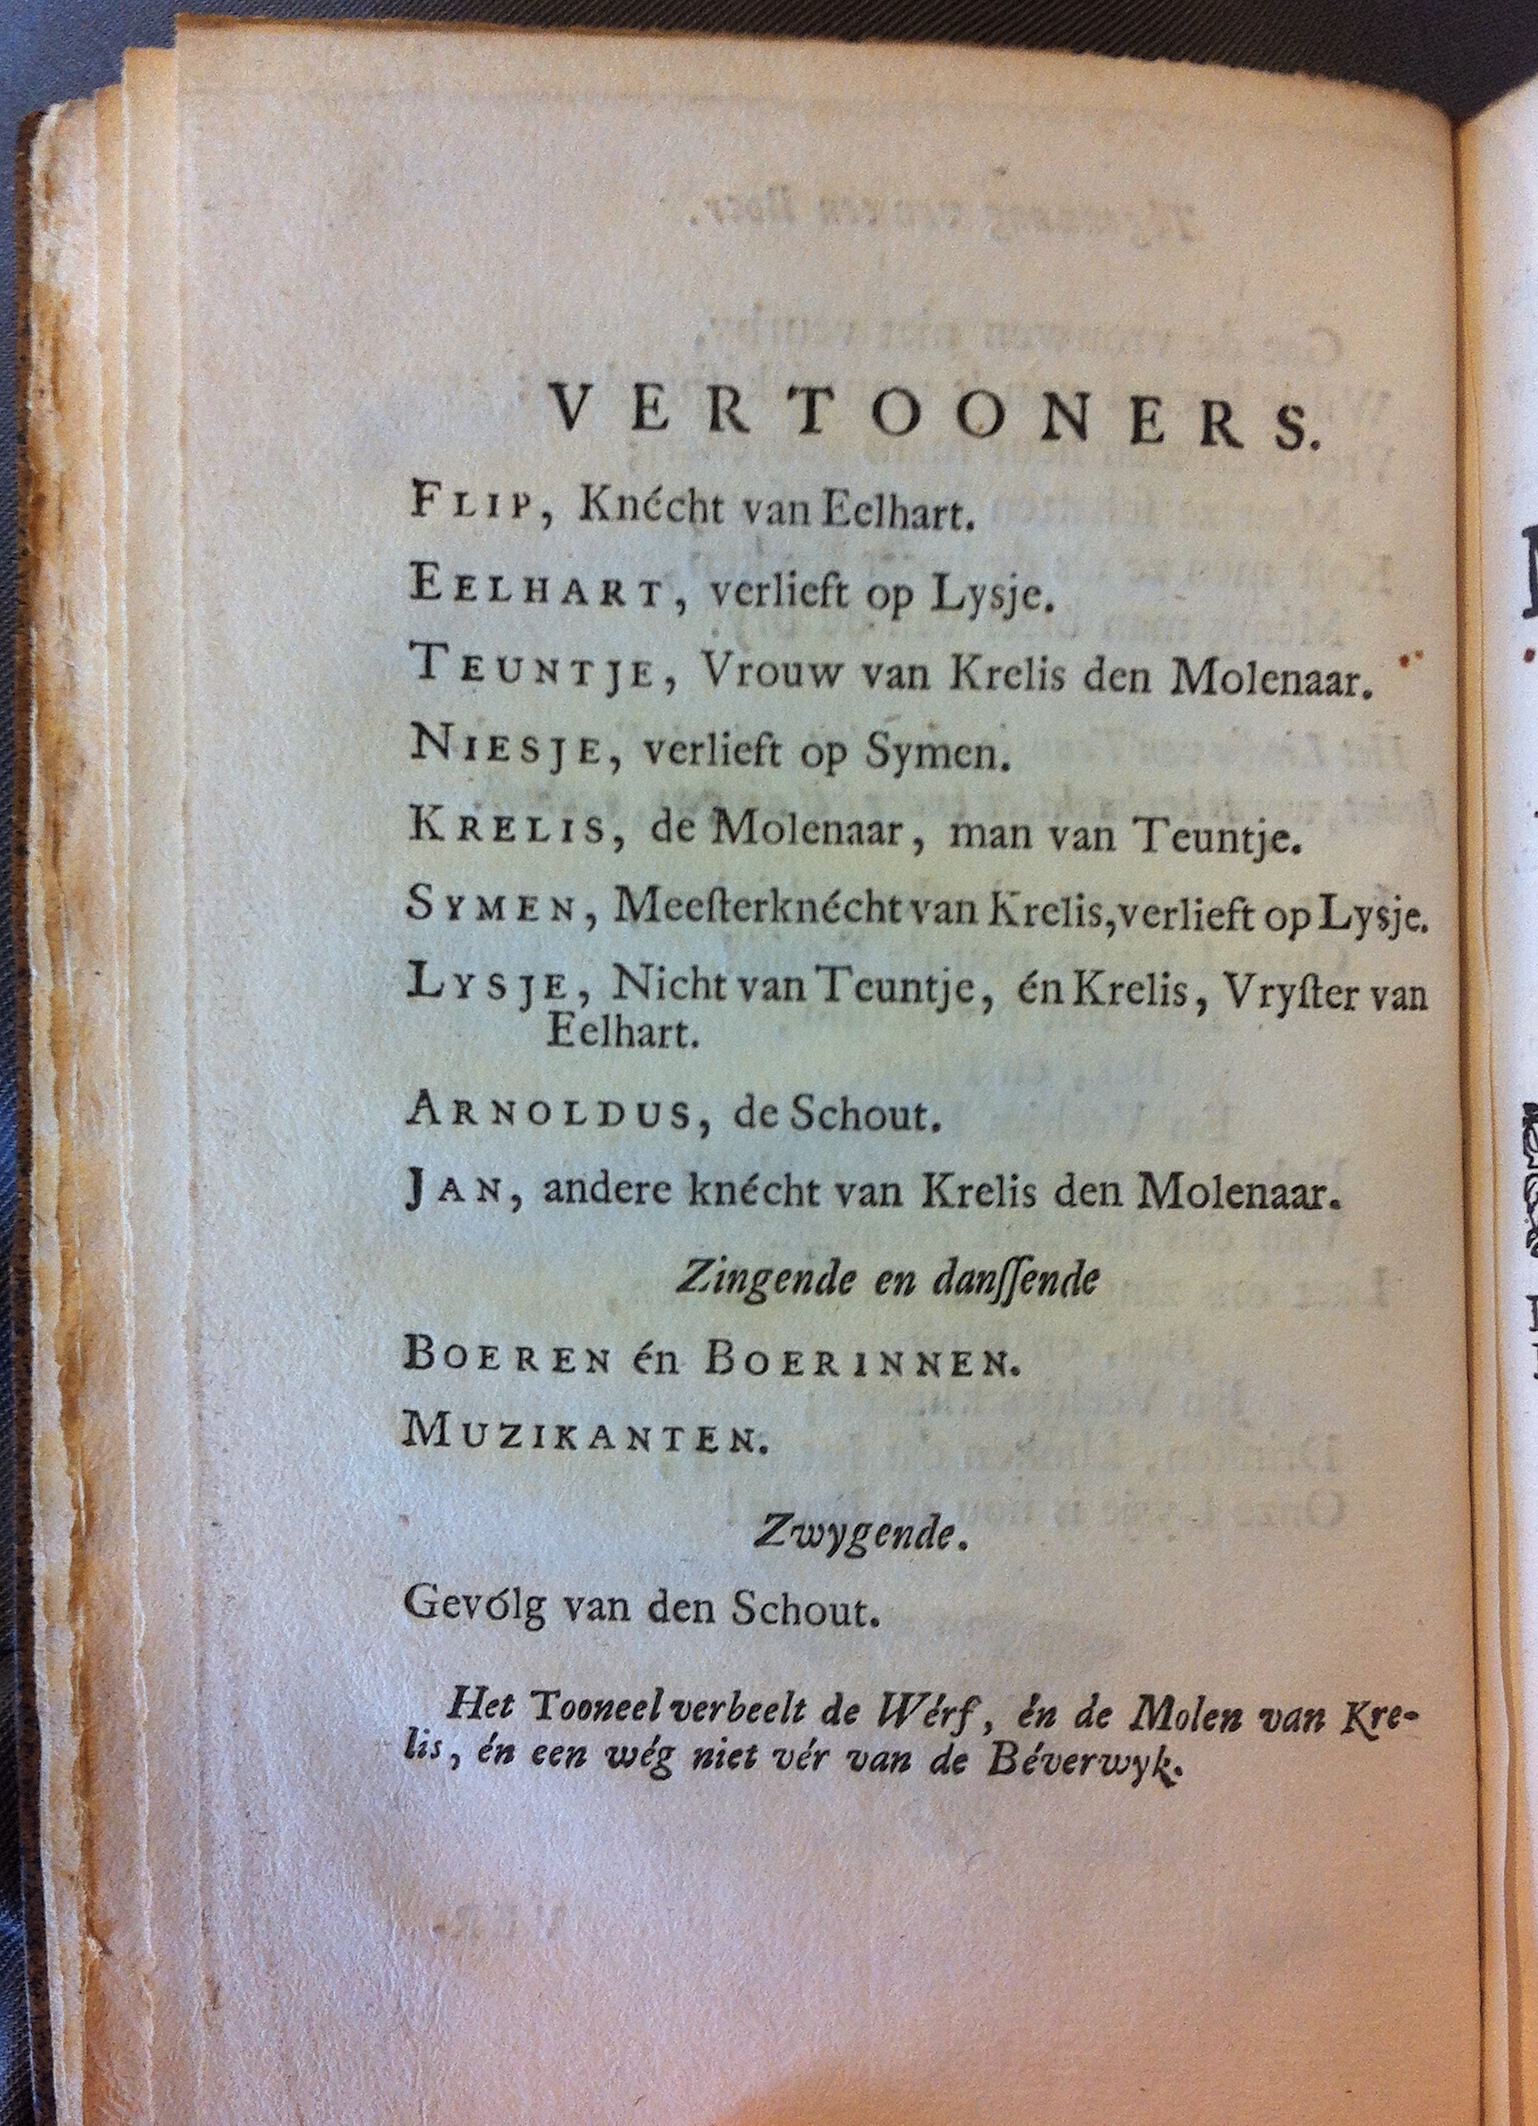 VERTOONERS.
FLIP, Knécht van Eelhart.
EELHART, verlieft op Lysje.
TEUNTJE, Vrouw van Krelis den Molenaar.
NIESJE, verlieft op Symen.
KRELIS, de Molenaar, man van Teuntje.
SYMEN, Meeſterknécht van Krelis, verlieft op Lysje.
LYSJE, Nicht van Teuntje, én Krelis, Vryſter van
Eelhart.
ARNOLDUS, de Schout.
JAN, andere knécht van Krelis den Molenaar.
Zingende en danſſende
BOEREN én BOERINNEN.
MUZIKANTEN.
Zwygende.
Gevólg van den Schout.
Het Tooneel verbeelt de Wérf, én de Molen van Kre-
lis, én een wég niet vér van de Béverwyk.